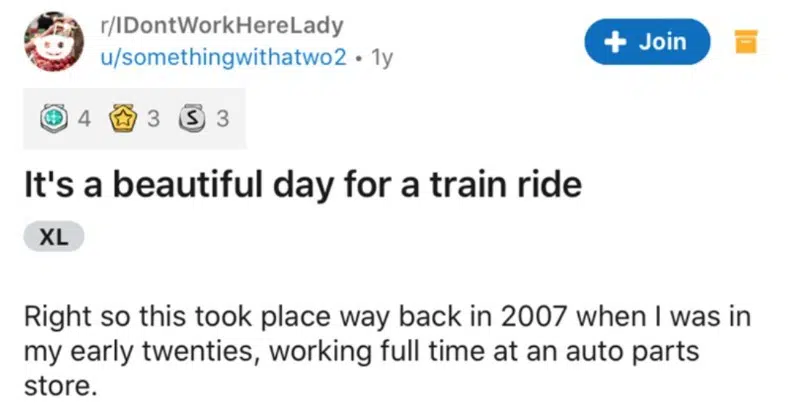 r/IDontWorkHereLady
u/somethingwithatwo2 • 1y
+ Join
4 3 S 3
It's a beautiful day for a train ride
XL
Right so this took place way back in 2007 when I was in
my early twenties, working full time at an auto parts
store.